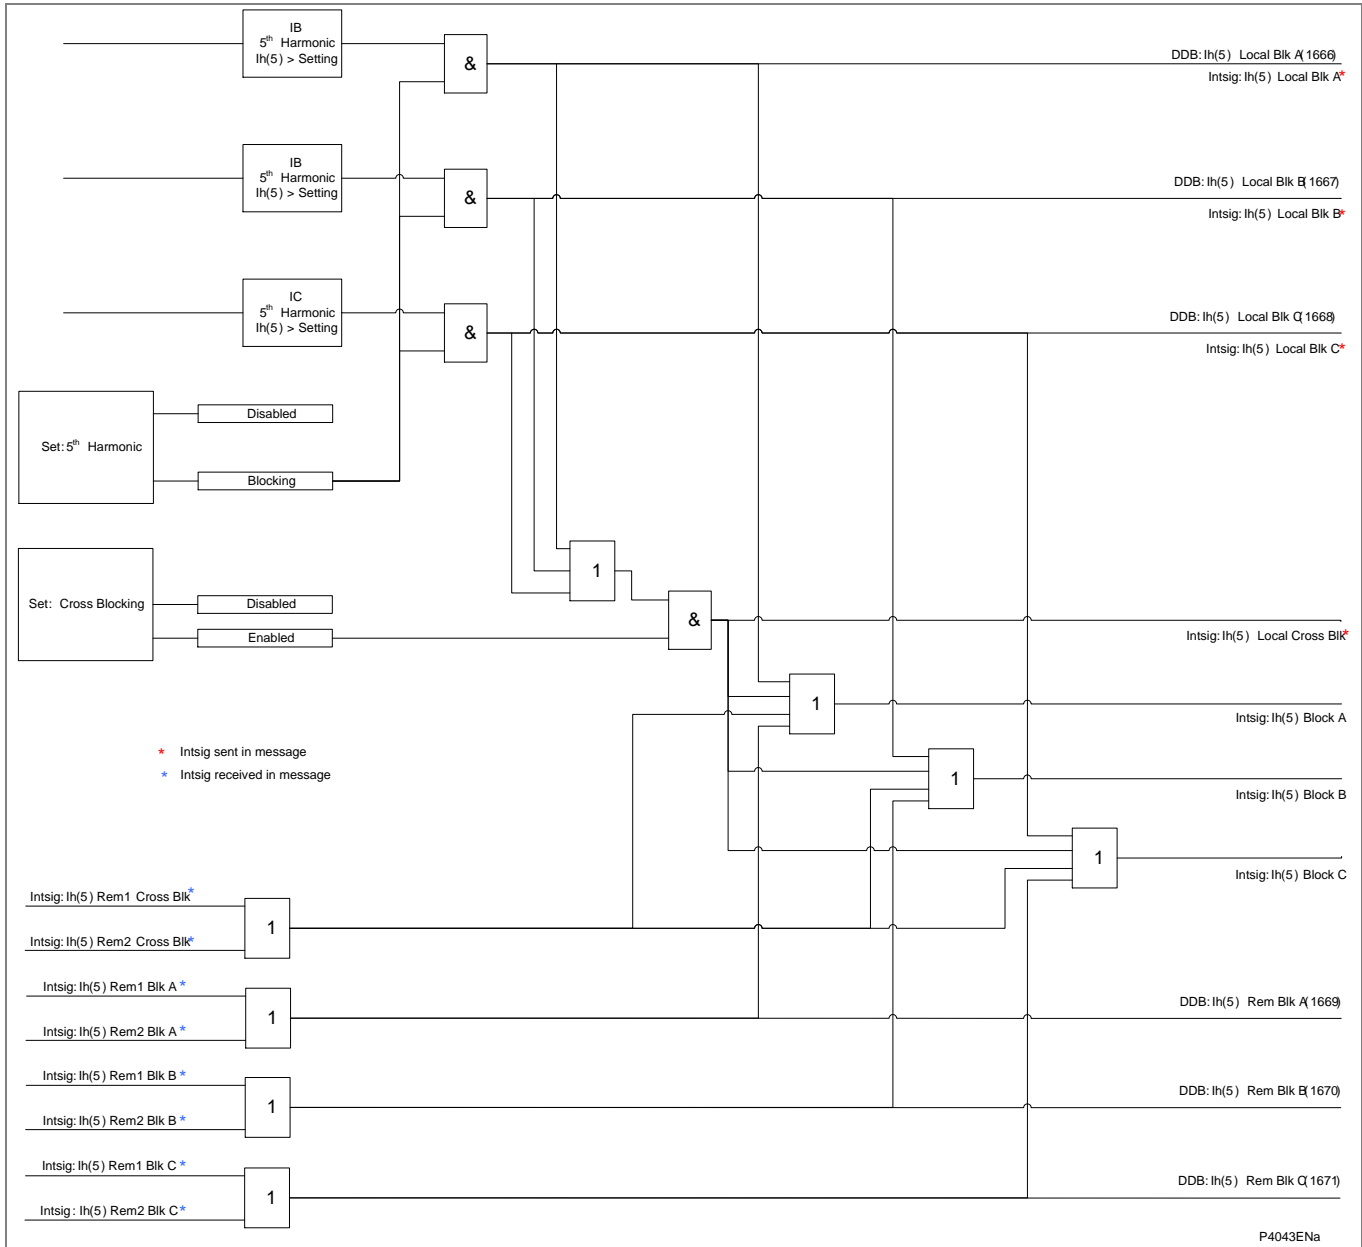 IB
5th Harmonic
Ih(5) > Setting
&
DDB: Ih(5) Local Blk A(1666)
Intsig: Ih(5) Local Blk A*
IB
5th Harmonic
Ih(5) > Setting
&
DDB: Ih(5) Local Blk B(1667)
Intsig: Ih(5) Local Blk B*
IC
5th Harmonic
Ih(5) > Setting
&
DDB: Ih(5) Local Blk C(1668)
Intsig: Ih(5) Local Blk C*
Set: 5th Harmonic
Disabled
Blocking
1
Set: Cross Blocking
Disabled
Enabled
&
Intsig: Ih(5) Local Cross Blk*
1
Intsig: Ih(5) Block A
* Intsig sent in message
* Intsig received in message
1
Intsig: Ih(5) Block B
1
Intsig: Ih(5) Block C
Intsig: Ih(5) Rem1 Cross Blk*
1
Intsig: Ih(5) Rem2 Cross Blk*
Intsig: Ih(5) Rem1 Blk A *
1
DDB: Ih(5) Rem Blk A(1669)
Intsig: Ih(5) Rem2 Blk A *
Intsig: Ih(5) Rem1 Blk B *
1
DDB: Ih(5) Rem Blk B(1670)
Intsig: Ih(5) Rem2 Blk B *
Intsig: Ih(5) Rem1 Blk C *
1
DDB: Ih(5) Rem Blk C(1671)
Intsig: Ih(5) Rem2 Blk C *
P4043ENa